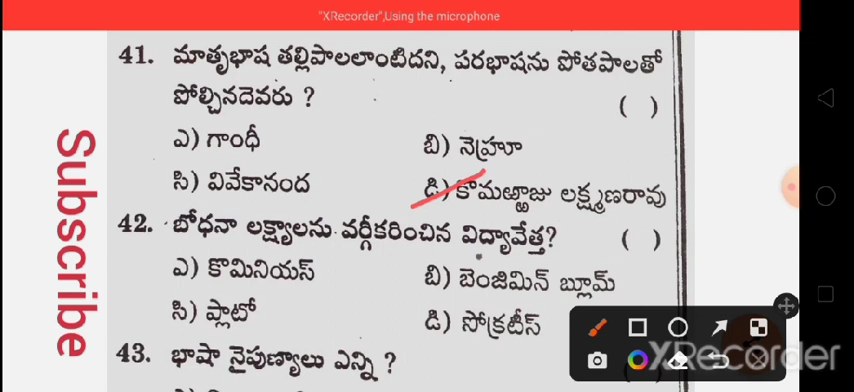 "XRecorder",Using the microphone
41. మాతృభాష తల్లిపాలలాంటిదని, పరభాషను పోతపాలతో
పోల్చినదెవరు ? ( )
ఎ) గాంధీ బి) నెహ్రూ
సి) వివేకానంద డి) కొమఱ్ఱాజు లక్ష్మణరావు
42. బోధనా లక్ష్యాలను వర్గీకరించిన విద్యావేత్త? ( )
ఎ) కొమినియస్ బి) బెంజిమిన్ బ్లూమ్
సి) ప్లాటో డి) సోక్రటీస్
43. భాషా నైపుణ్యాలు ఎన్ని ?
Subscribe
XRecorder